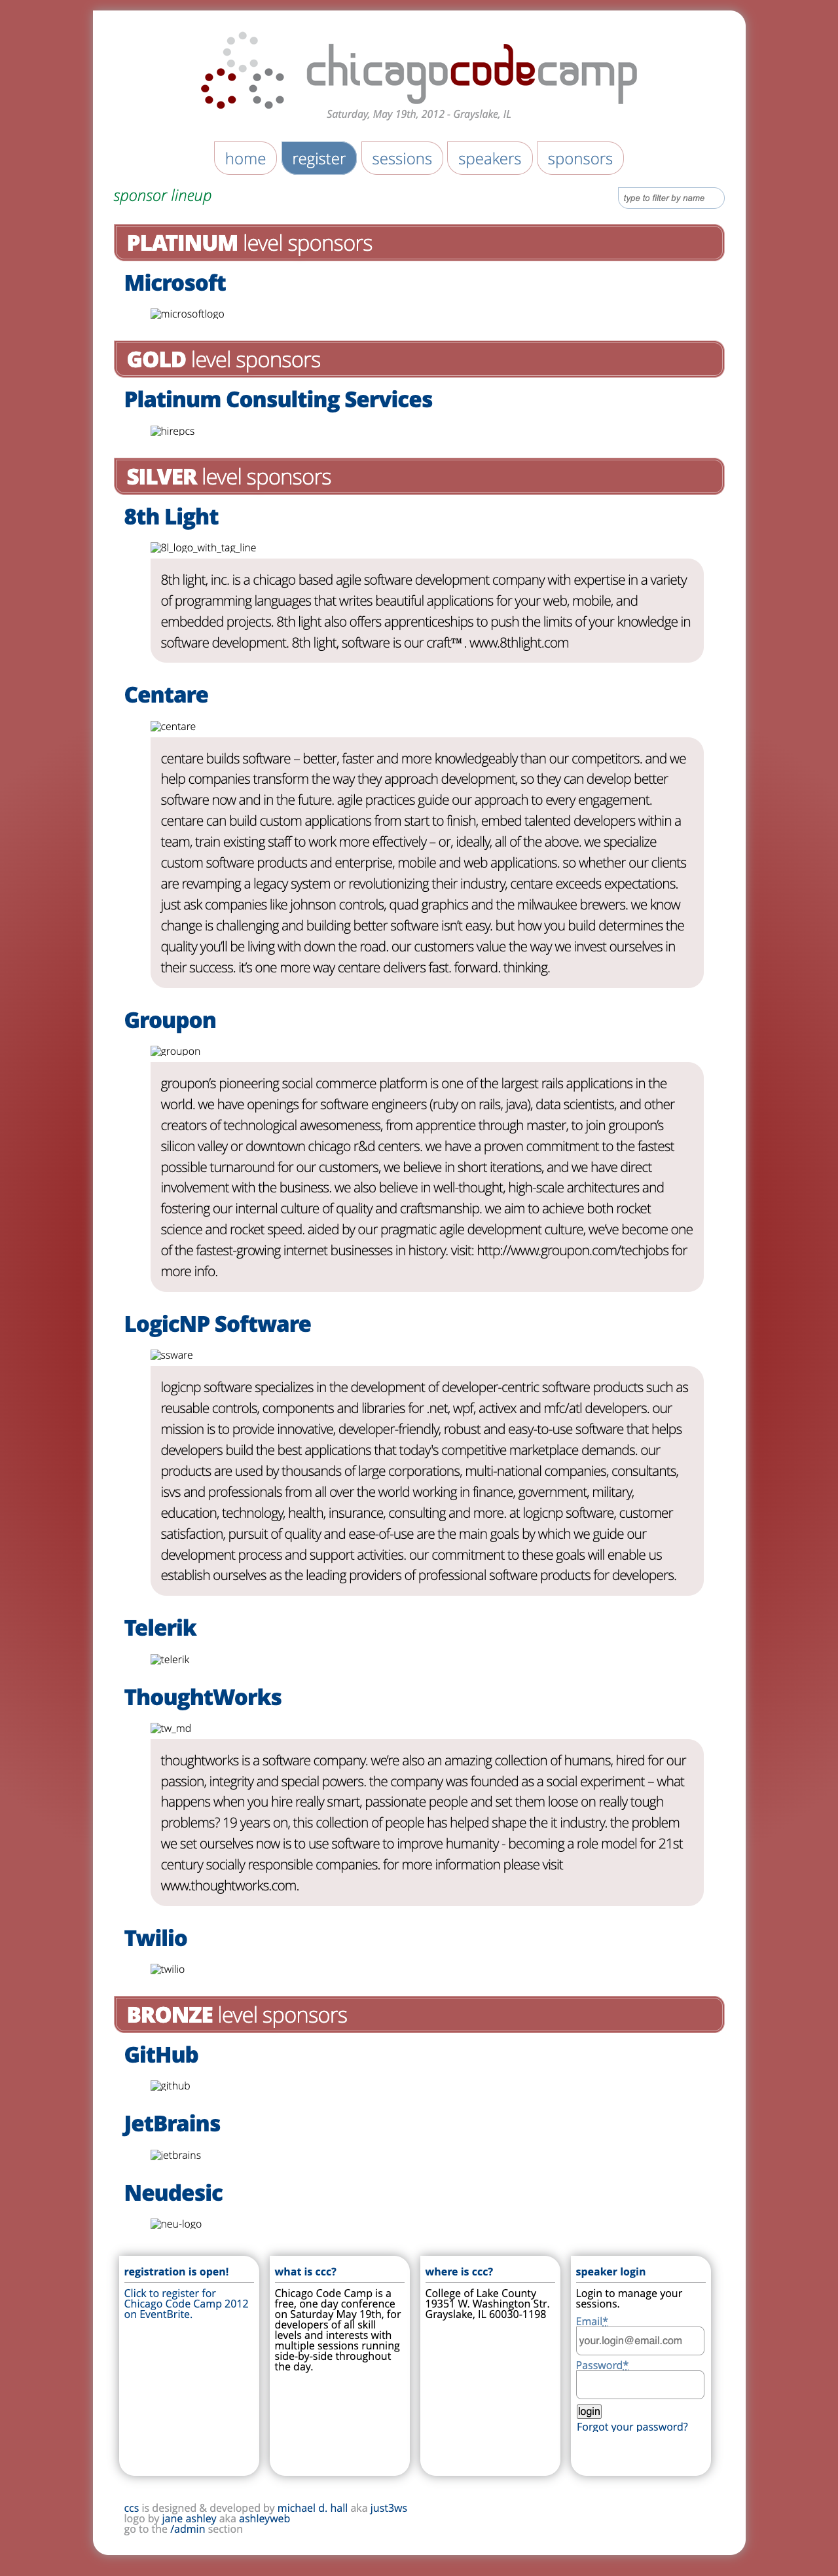 chicagocodecamp
Saturday, May 19th, 2012 - Grayslake, IL
home register sessions speakers sponsors
sponsor lineup
type to filter by name
PLATINUM level sponsors
Microsoft
microsoftlogo
GOLD level sponsors
Platinum Consulting Services
hirepcs
SILVER level sponsors
8th Light
8l_logo_with_tag_line
8th light, inc. is a chicago based agile software development company with expertise in a variety
of programming languages that writes beautiful applications for your web, mobile, and
embedded projects. 8th light also offers apprenticeships to push the limits of your knowledge in
software development. 8th light, software is our craft™ . www.8thlight.com
Centare
centare
centare builds software – better, faster and more knowledgeably than our competitors. and we
help companies transform the way they approach development, so they can develop better
software now and in the future. agile practices guide our approach to every engagement.
centare can build custom applications from start to finish, embed talented developers within a
team, train existing staff to work more effectively – or, ideally, all of the above. we specialize
custom software products and enterprise, mobile and web applications. so whether our clients
are revamping a legacy system or revolutionizing their industry, centare exceeds expectations.
just ask companies like johnson controls, quad graphics and the milwaukee brewers. we know
change is challenging and building better software isn’t easy. but how you build determines the
quality you’ll be living with down the road. our customers value the way we invest ourselves in
their success. it’s one more way centare delivers fast. forward. thinking.
Groupon
groupon
groupon’s pioneering social commerce platform is one of the largest rails applications in the
world. we have openings for software engineers (ruby on rails, java), data scientists, and other
creators of technological awesomeness, from apprentice through master, to join groupon’s
silicon valley or downtown chicago r&d centers. we have a proven commitment to the fastest
possible turnaround for our customers, we believe in short iterations, and we have direct
involvement with the business. we also believe in well-thought, high-scale architectures and
fostering our internal culture of quality and craftsmanship. we aim to achieve both rocket
science and rocket speed. aided by our pragmatic agile development culture, we’ve become one
of the fastest-growing internet businesses in history. visit: http://www.groupon.com/techjobs for
more info.
LogicNP Software
ssware
logicnp software specializes in the development of developer-centric software products such as
reusable controls, components and libraries for .net, wpf, activex and mfc/atl developers. our
mission is to provide innovative, developer-friendly, robust and easy-to-use software that helps
developers build the best applications that today's competitive marketplace demands. our
products are used by thousands of large corporations, multi-national companies, consultants,
isvs and professionals from all over the world working in finance, government, military,
education, technology, health, insurance, consulting and more. at logicnp software, customer
satisfaction, pursuit of quality and ease-of-use are the main goals by which we guide our
development process and support activities. our commitment to these goals will enable us
establish ourselves as the leading providers of professional software products for developers.
Telerik
telerik
ThoughtWorks
tw_md
thoughtworks is a software company. we’re also an amazing collection of humans, hired for our
passion, integrity and special powers. the company was founded as a social experiment – what
happens when you hire really smart, passionate people and set them loose on really tough
problems? 19 years on, this collection of people has helped shape the it industry. the problem
we set ourselves now is to use software to improve humanity - becoming a role model for 21st
century socially responsible companies. for more information please visit
www.thoughtworks.com.
Twilio
twilio
BRONZE level sponsors
GitHub
github
JetBrains
jetbrains
Neudesic
neu-logo
registration is open!
Click to register for
Chicago Code Camp 2012
on EventBrite.
what is ccc?
Chicago Code Camp is a
free, one day conference
on Saturday May 19th, for
developers of all skill
levels and interests with
multiple sessions running
side-by-side throughout
the day.
where is ccc?
College of Lake County
19351 W. Washington Str.
Grayslake, IL 60030-1198
speaker login
Login to manage your
sessions.
Email*
your.login@email.com
Password*
login
Forgot your password?
ccs is designed & developed by michael d. hall aka just3ws
logo by jane ashley aka ashleyweb
go to the /admin section